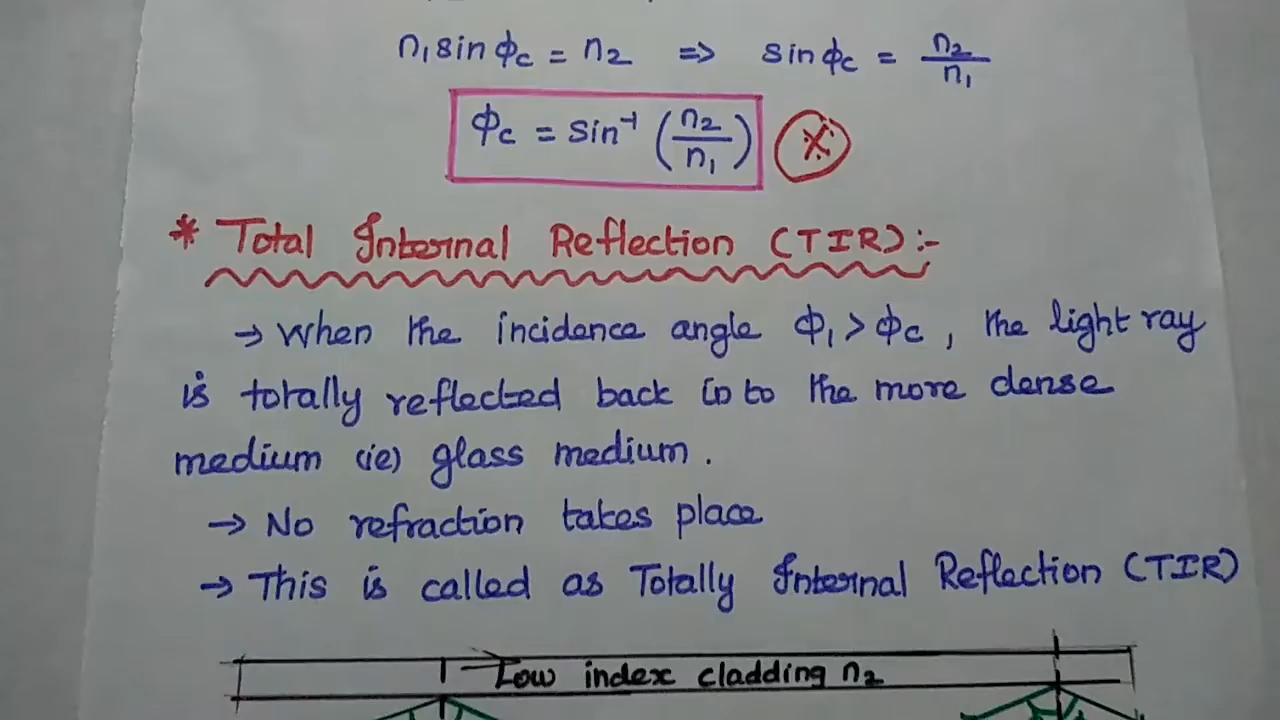 n₁ sin ϕc = n₂ ⇒ sin ϕc = n₂/n₁
ϕc = sin⁻¹ (n₂/n₁)
* Total Internal Reflection (TIR) :-
→ When the incidence angle ϕ₁ > ϕc , the light ray
is totally reflected back in to the more dense
medium (ie) glass medium .
→ No refraction takes place
→ This is called as Totally Internal Reflection (TIR)
Low index cladding n₂